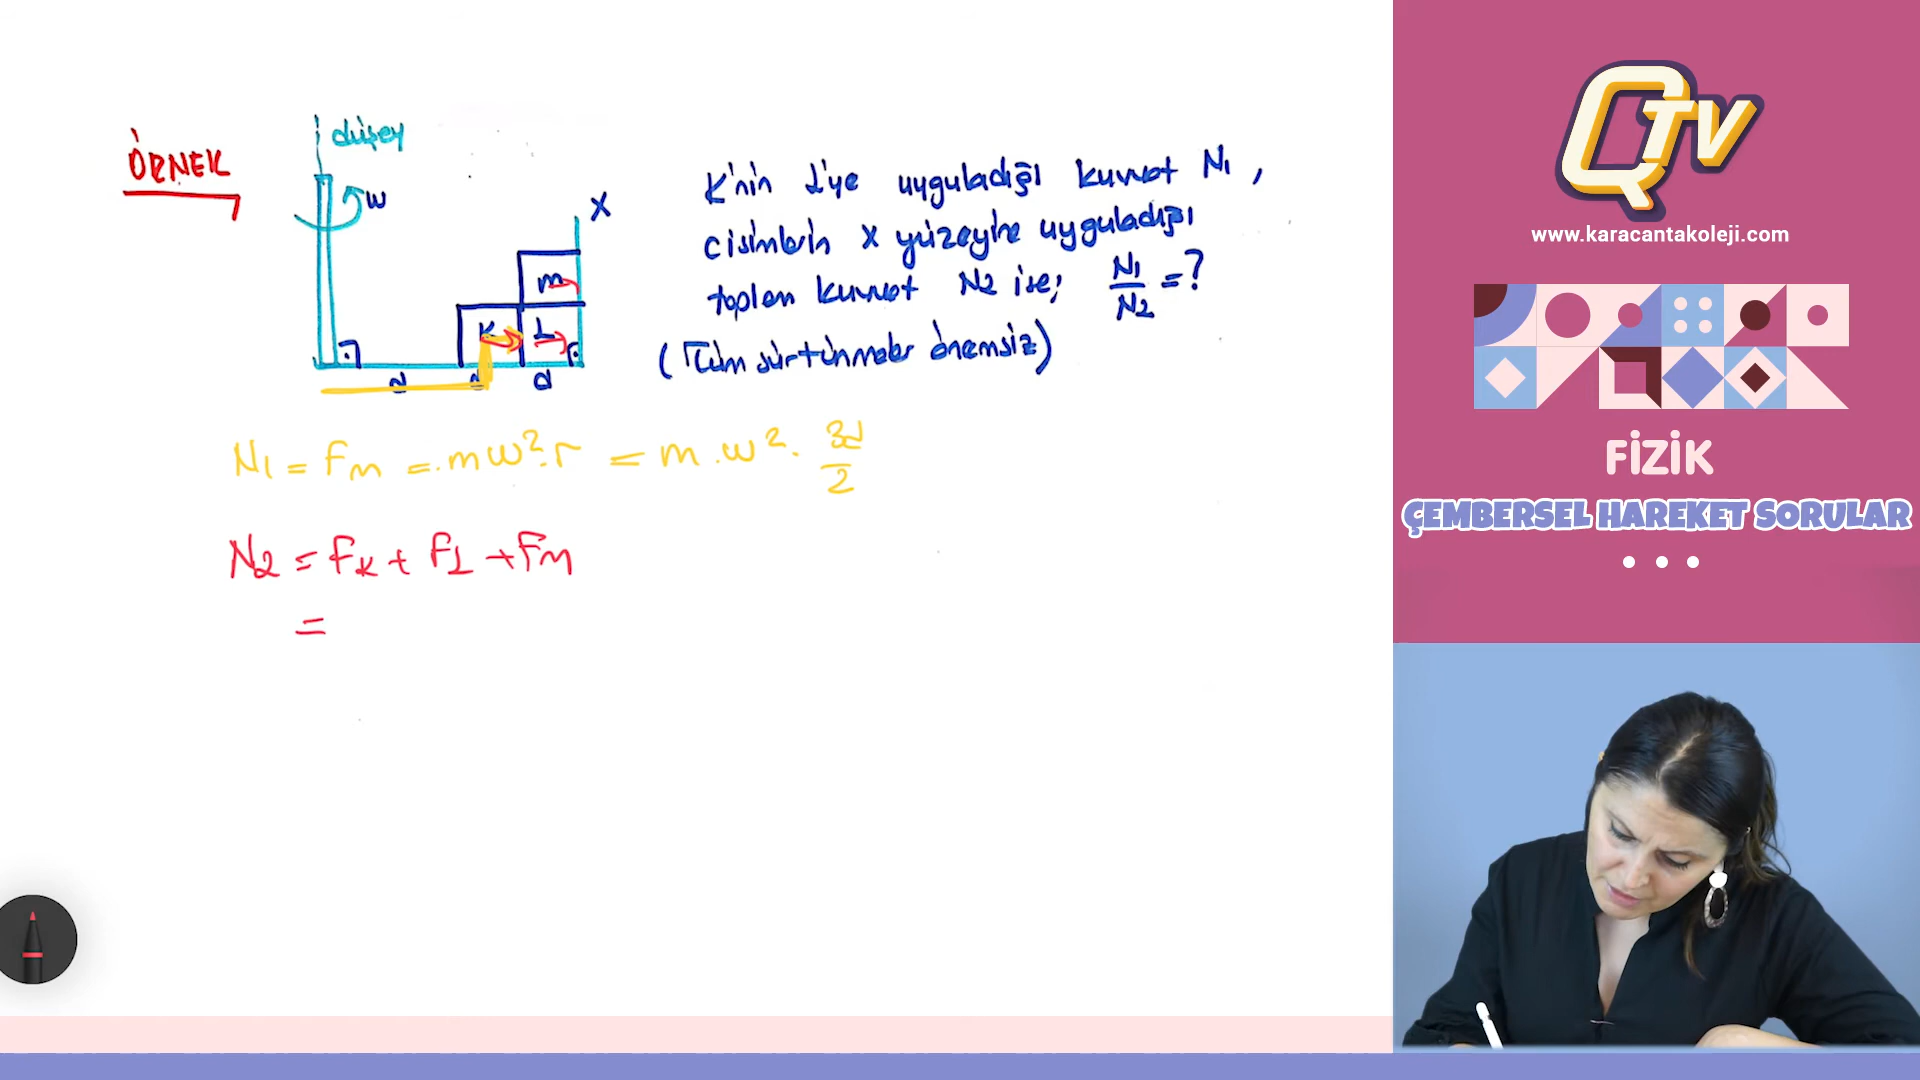 ÖRNEK
düşey
w
X
m
K
L
d
d
d
K'nin L'ye uyguladığı kuvvet N₁,
cisimlerin X yüzeyine uyguladığı
toplam kuvvet N₂ ise; N₁/N₂ = ?
(Tüm sürtünmeler önemsiz)
N₁ = Fm = mw².r = m.w².3d/2
N₂ = FK + FL + FM
=
QTV
www.karacantakoleji.com
FİZİK
ÇEMBERSEL HAREKET SORULAR